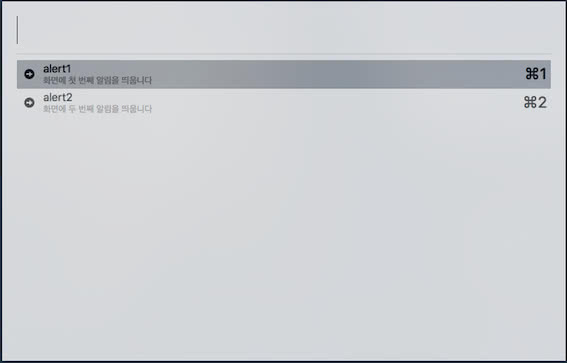 alert1
화면에 첫 번째 알림을 띄웁니다
⌘1
alert2
화면에 두 번째 알림을 띄웁니다
⌘2